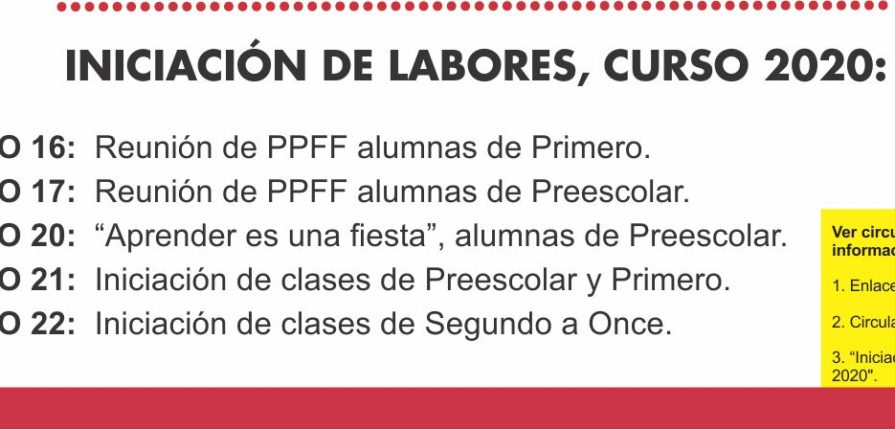 INICIACIÓN DE LABORES, CURSO 2020:
O 16: Reunión de PPFF alumnas de Primero.
O 17: Reunión de PPFF alumnas de Preescolar.
O 20: “Aprender es una fiesta”, alumnas de Preescolar.
O 21: Iniciación de clases de Preescolar y Primero.
O 22: Iniciación de clases de Segundo a Once.
Ver circu
informac
1. Enlace
2. Circula
3. “Inicia
2020".